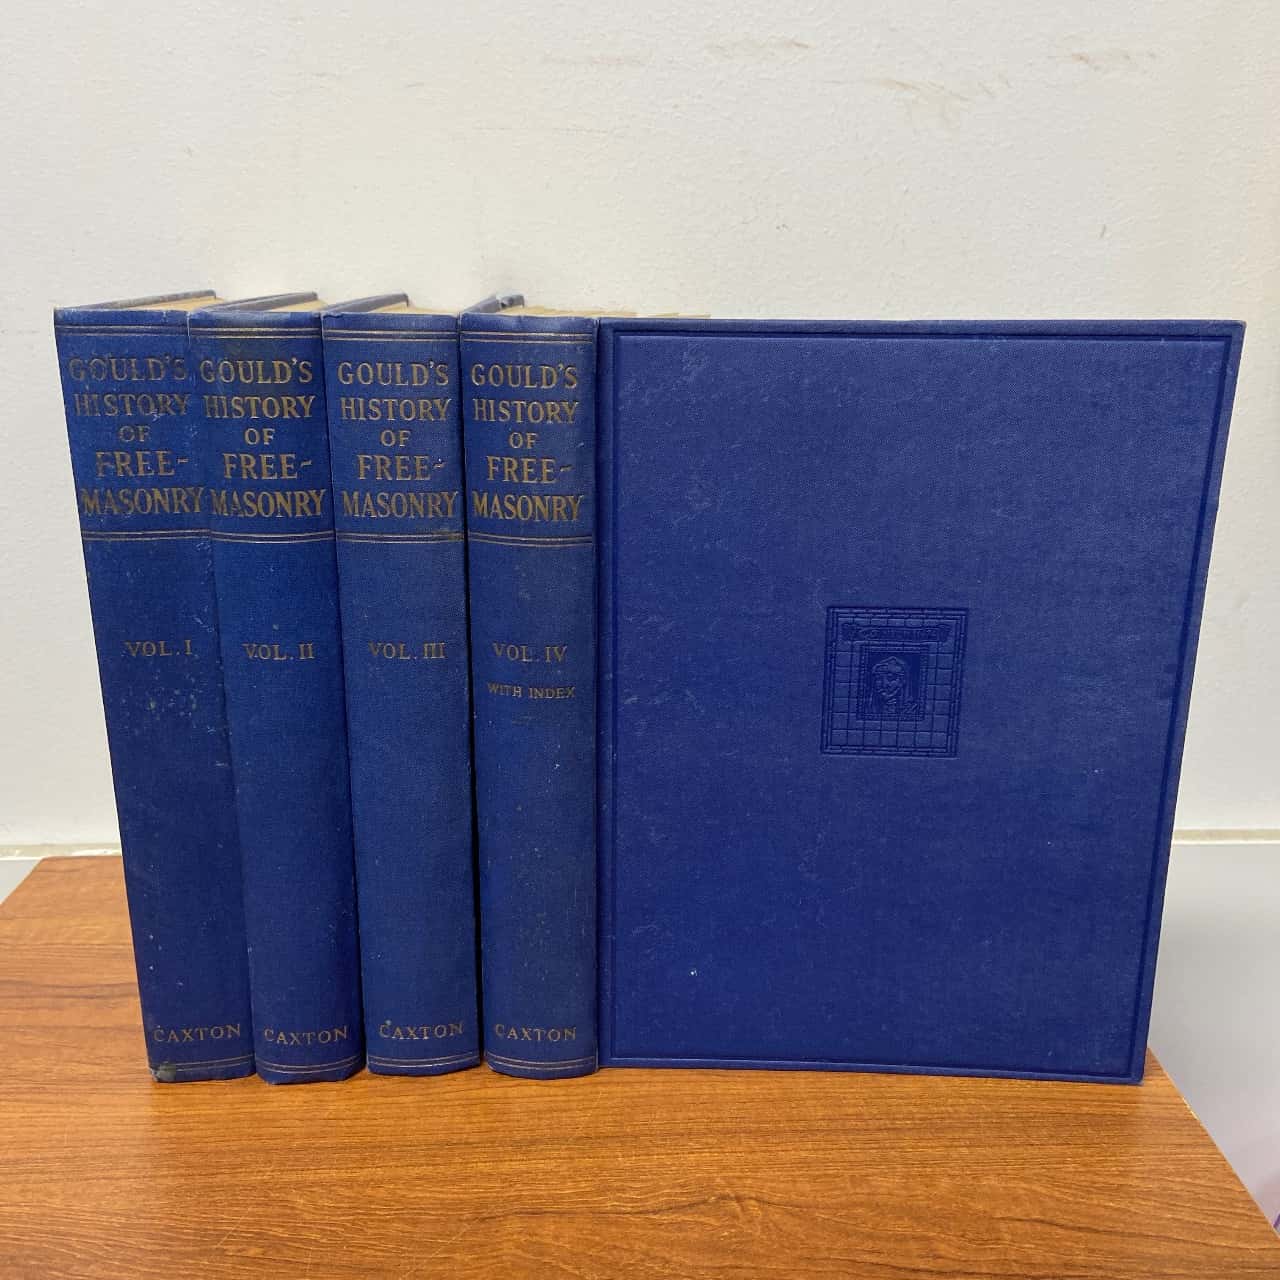 GOULD'S
HISTORY
OF
FREE-
MASONRY
VOL. I
CAXTON
GOULD'S
HISTORY
OF
FREE-
MASONRY
VOL. II
CAXTON
GOULD'S
HISTORY
OF
FREE-
MASONRY
VOL. III
CAXTON
GOULD'S
HISTORY
OF
FREE-
MASONRY
VOL. IV
WITH INDEX
CAXTON